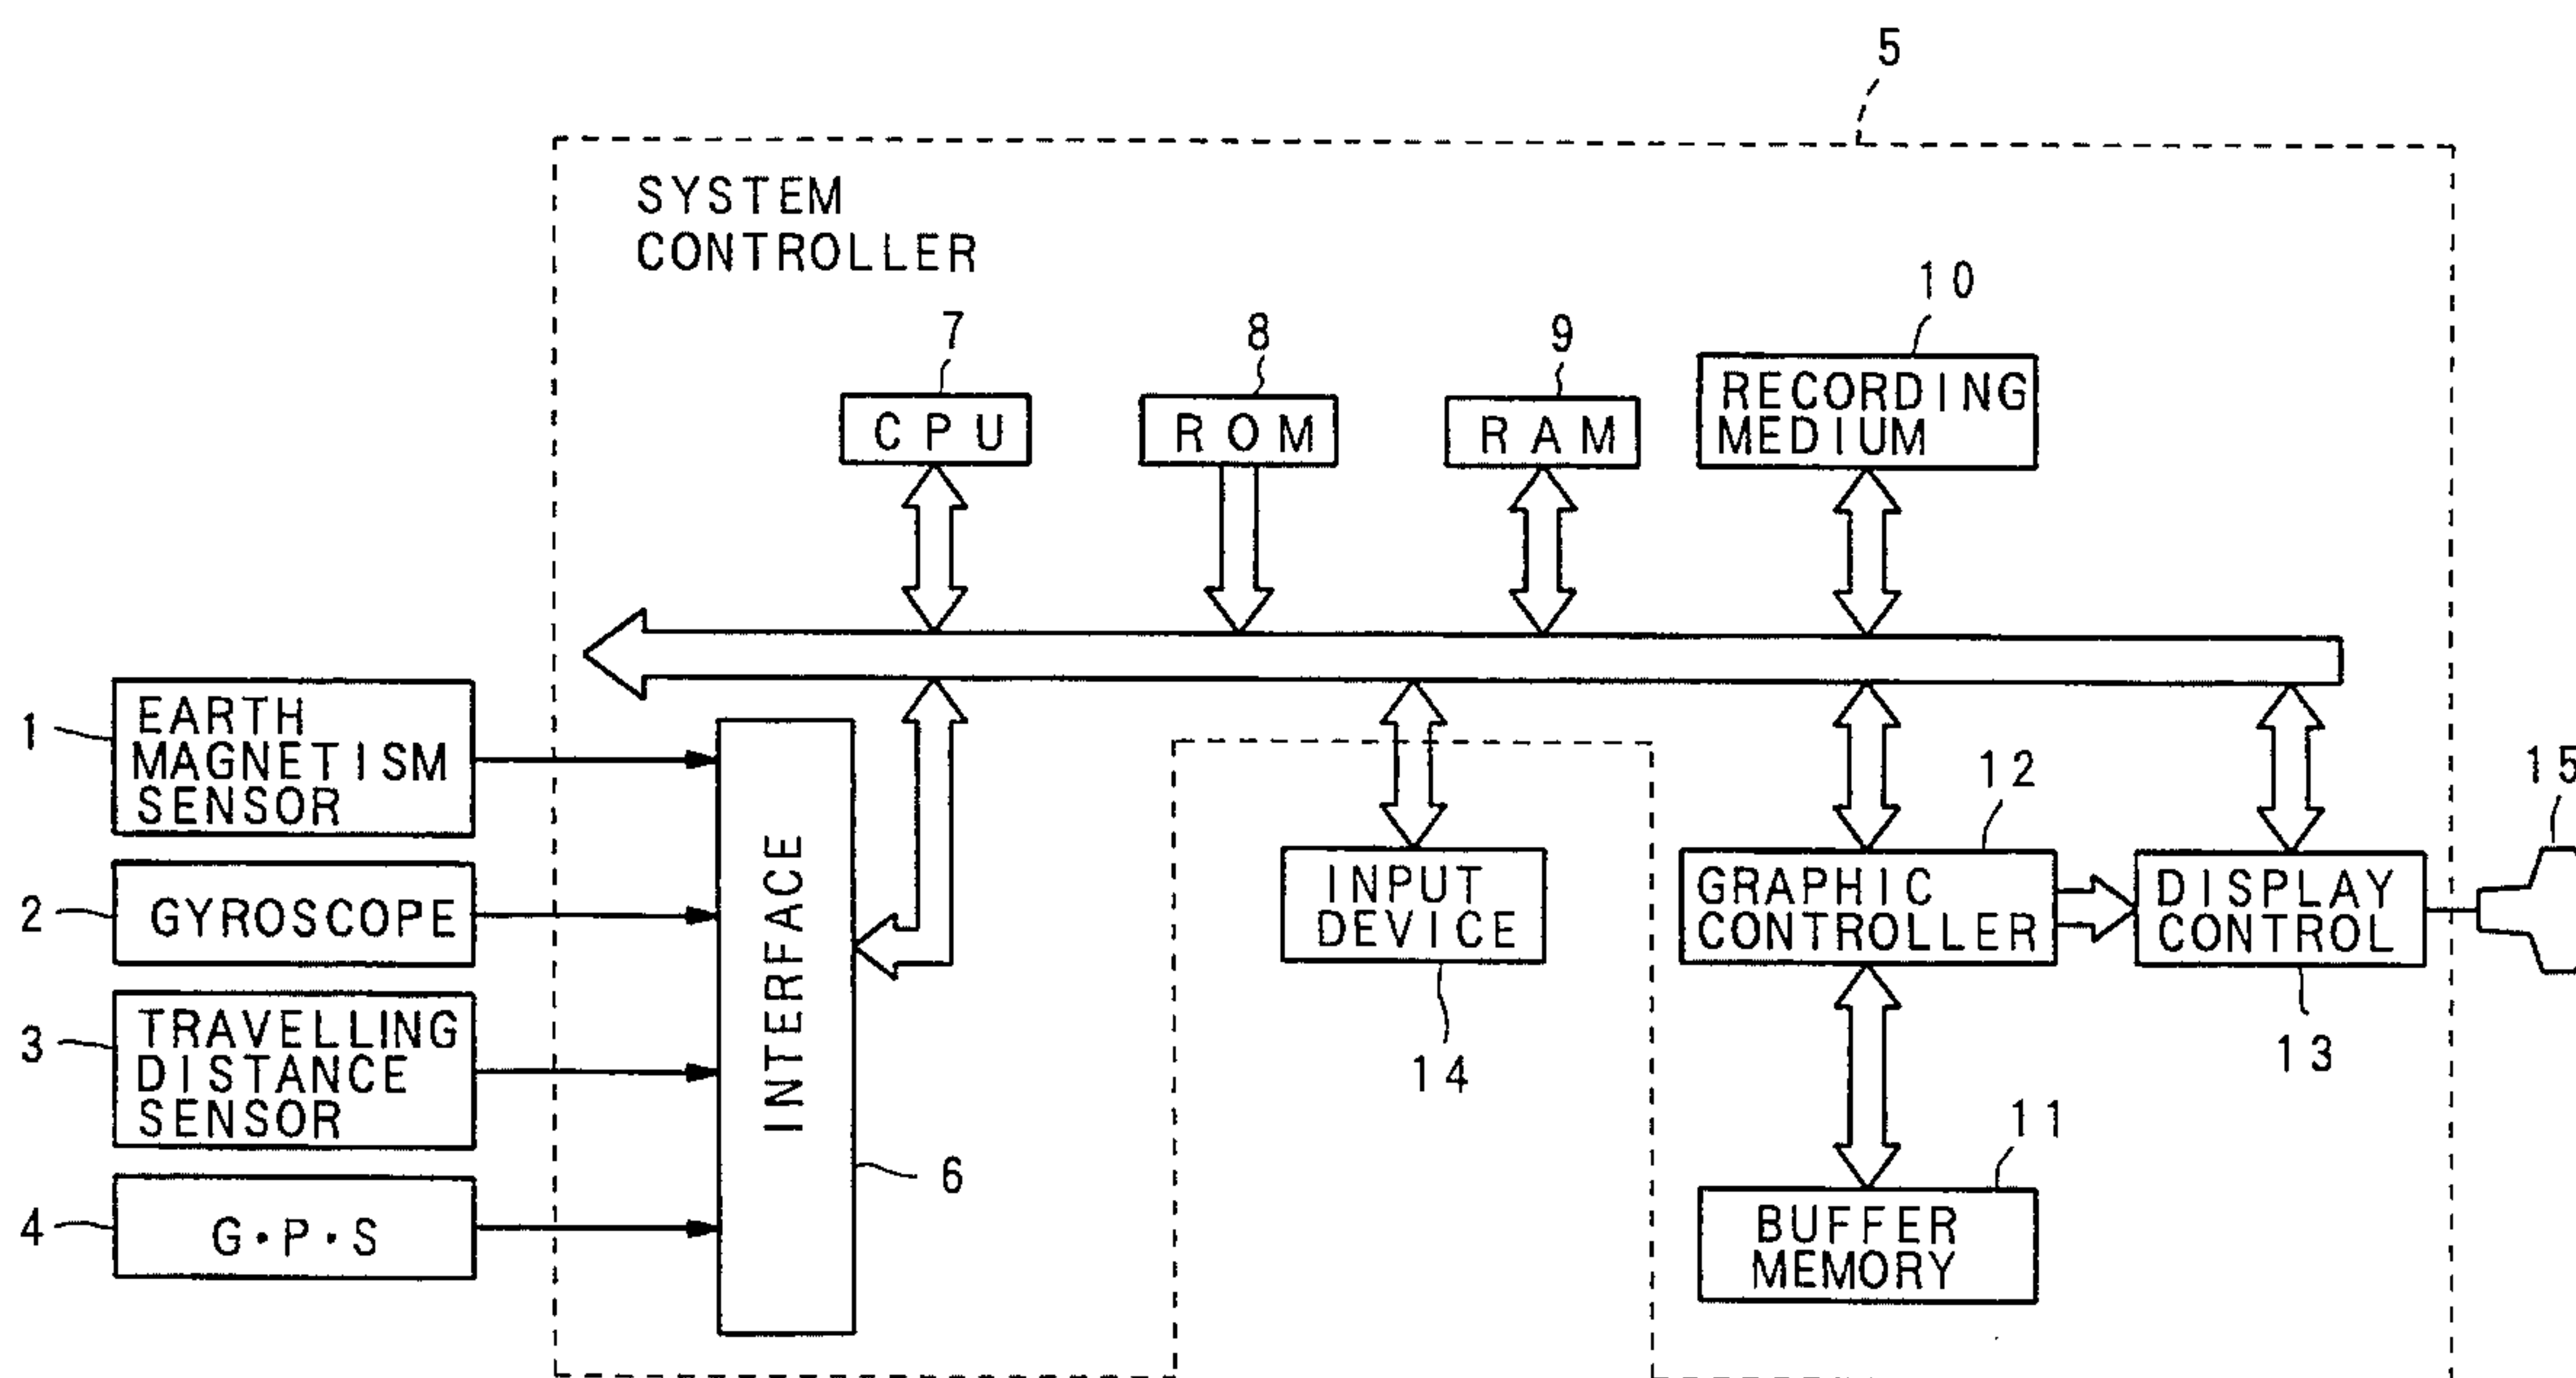 5
SYSTEM
CONTROLLER
10
7
8
9
CPU
ROM
RAM
RECORDING
MEDIUM
1
EARTH
MAGNETISM
SENSOR
2
GYROSCOPE
3
TRAVELLING
DISTANCE
SENSOR
4
G·P·S
INTERFACE
6
INPUT
DEVICE
14
12
GRAPHIC
CONTROLLER
DISPLAY
CONTROL
13
15
11
BUFFER
MEMORY